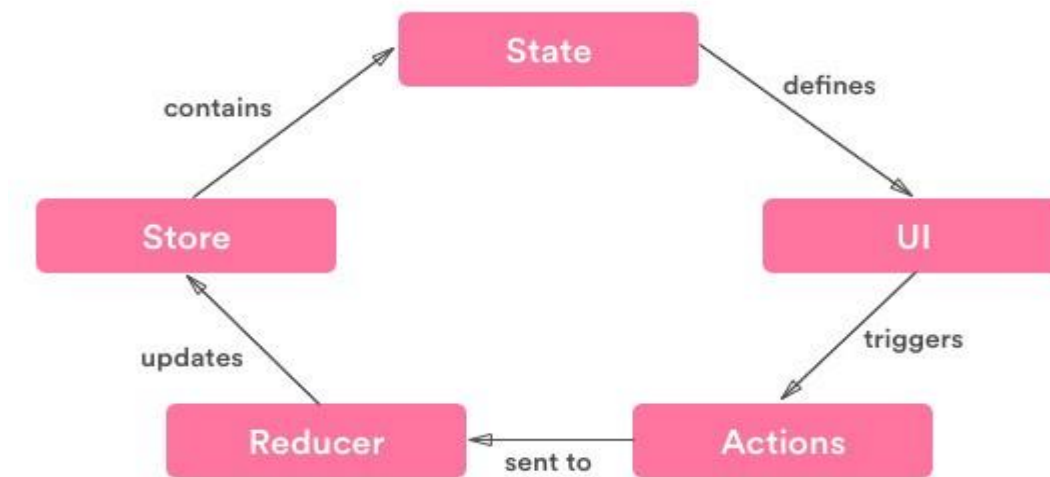 State
defines
contains
Store
UI
triggers
updates
Reducer
sent to
Actions